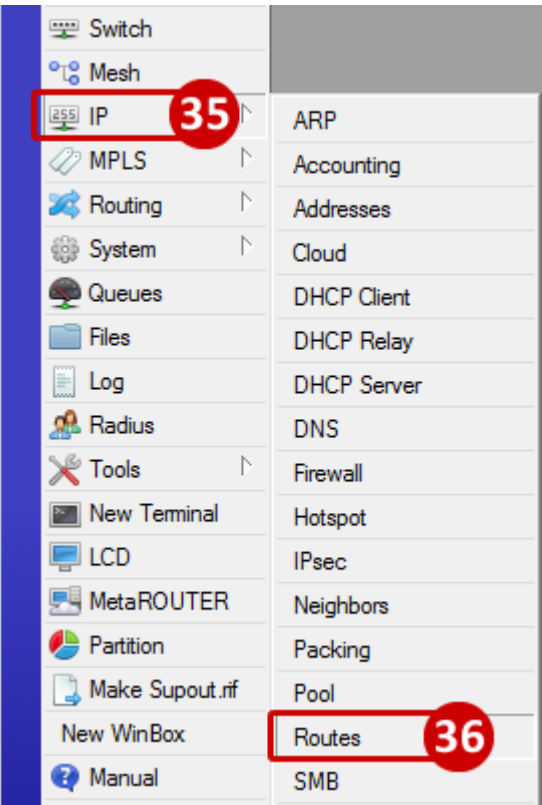 Switch
Mesh
255 IP 35
MPLS
Routing
System
Queues
Files
Log
Radius
Tools
New Terminal
LCD
MetaROUTER
Partition
Make Supout.rif
New WinBox
Manual
ARP
Accounting
Addresses
Cloud
DHCP Client
DHCP Relay
DHCP Server
DNS
Firewall
Hotspot
IPsec
Neighbors
Packing
Pool
Routes 36
SMB